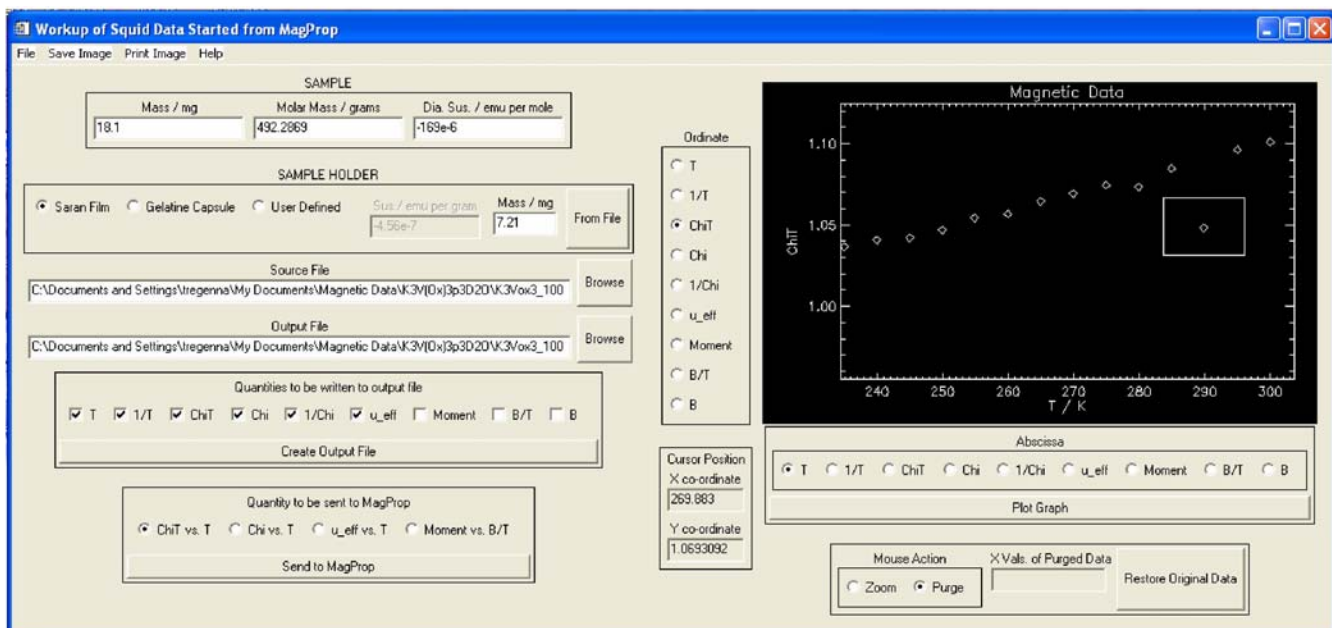 Workup of Squid Data Started from MagProp
File Save Image Print Image Help
SAMPLE
Mass / mg Molar Mass / grams Dia. Sus. / emu per mole
18.1 492.2869 -169e-6
SAMPLE HOLDER
Saran Film Gelatine Capsule User Defined Sus / emu per gram Mass / mg From File
-4.56e-7 7.21
Source File
C:\Documents and Settings\tregenna\My Documents\Magnetic Data\K3V(Ox)3p3D2O\K3Vox3_100 Browse
Output File
C:\Documents and Settings\tregenna\My Documents\Magnetic Data\K3V(Ox)3p3D2O\K3Vox3_100 Browse
Quantities to be written to output file
T 1/T ChiT Chi 1/Chi u_eff Moment B/T B
Create Output File
Quantity to be sent to MagProp
ChiT vs. T Chi vs. T u_eff vs. T Moment vs. B/T
Send to MagProp
Ordinate
T
1/T
ChiT
Chi
1/Chi
u_eff
Moment
B/T
B
Cursor Position
X co-ordinate
269.883
Y co-ordinate
1.0693092
Magnetic Data
1.10
1.05
1.00
ChiT
240 250 260 270 280 290 300
T / K
Abscissa
T 1/T ChiT Chi 1/Chi u_eff Moment B/T B
Plot Graph
Mouse Action X Vals. of Purged Data
Zoom Purge Restore Original Data